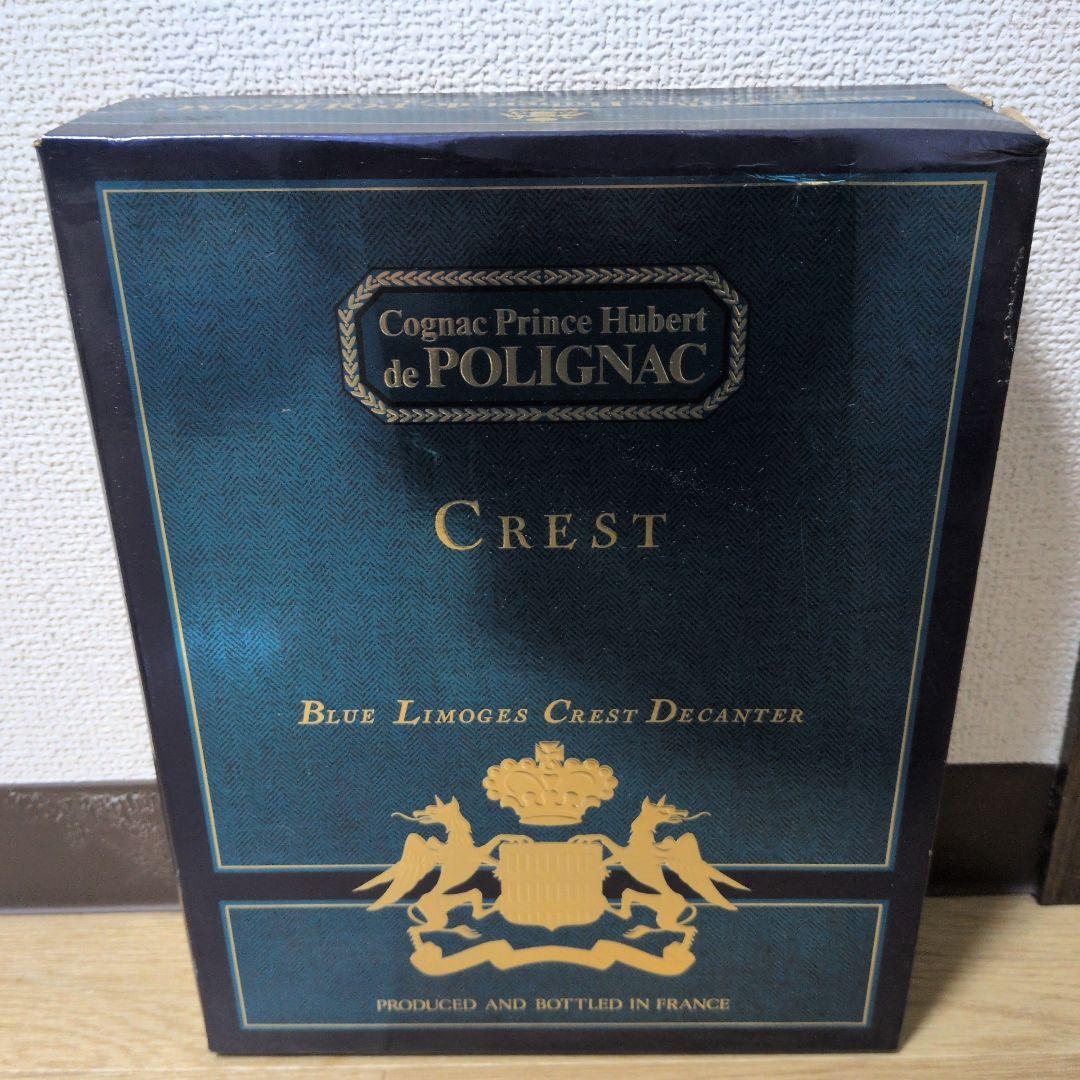 Cognac Prince Hubert
de POLIGNAC
CREST
BLUE LIMOGES CREST DECANTER
PRODUCED AND BOTTLED IN FRANCE